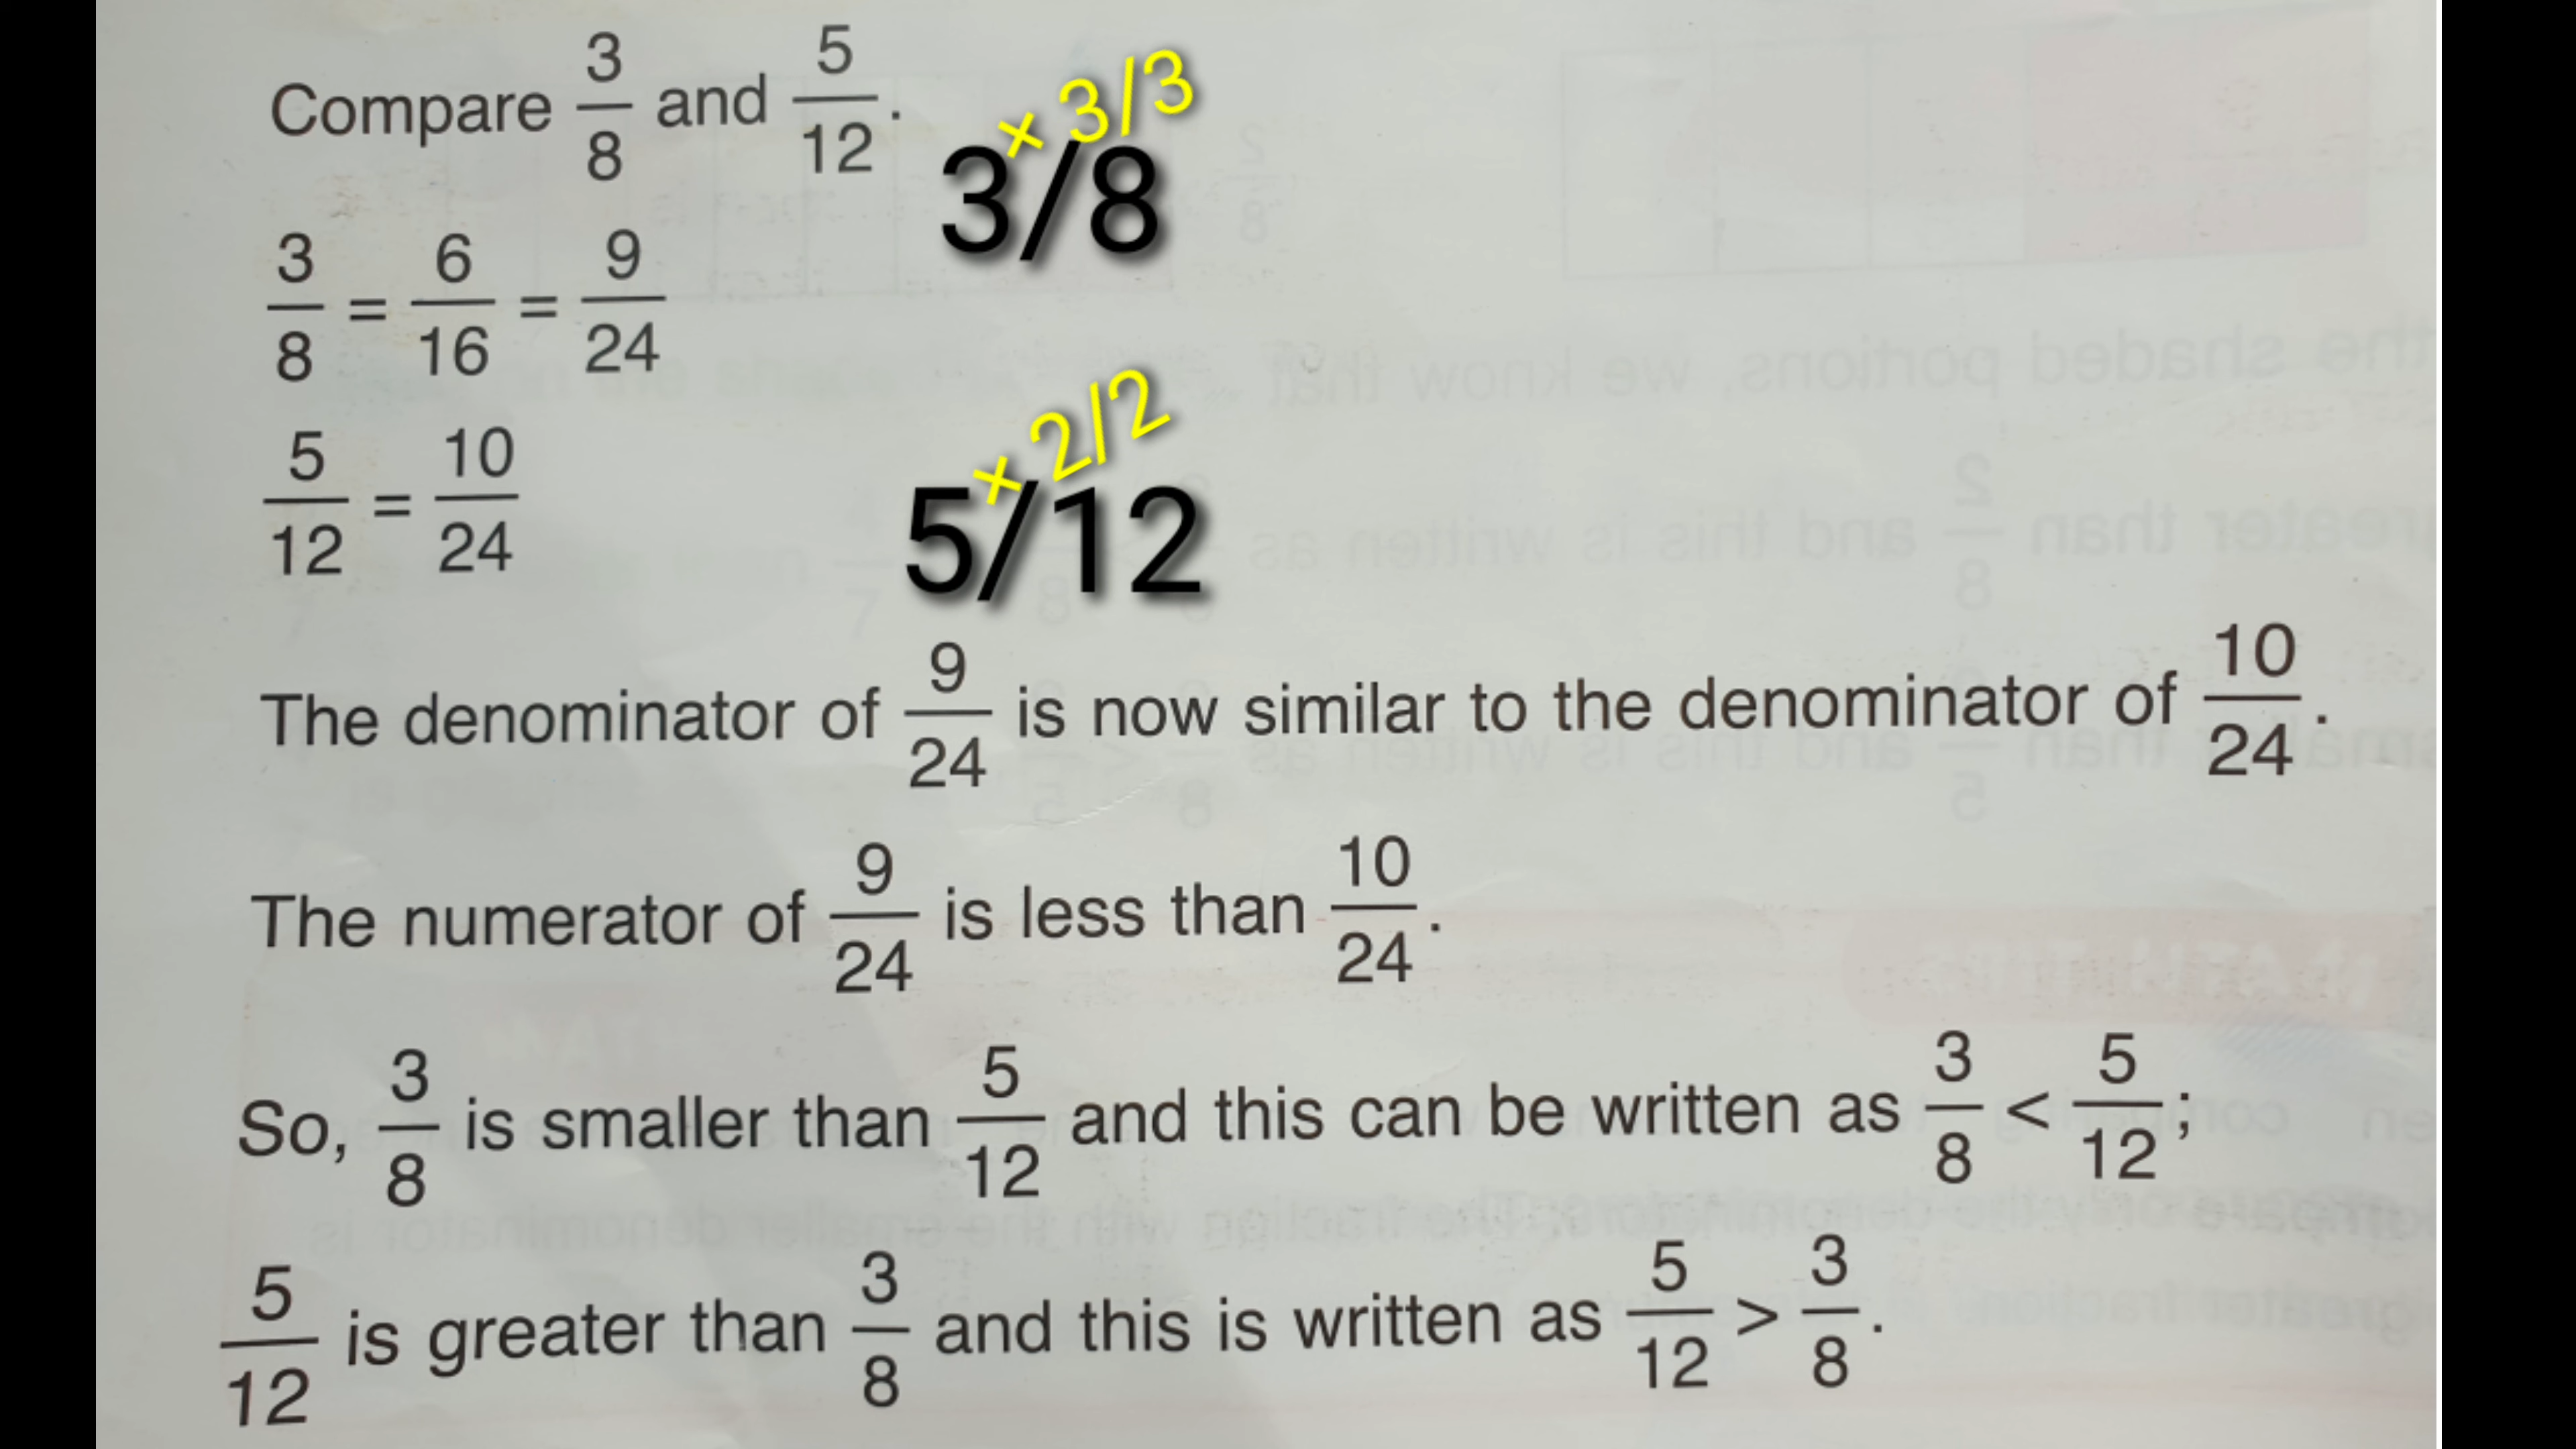 Compare 3/8 and 5/12.
× 3/3
3/8
3/8 = 6/16 = 9/24
× 2/2
5/12
5/12 = 10/24
The denominator of 9/24 is now similar to the denominator of 10/24.
The numerator of 9/24 is less than 10/24.
So, 3/8 is smaller than 5/12 and this can be written as 3/8 < 5/12;
5/12 is greater than 3/8 and this is written as 5/12 > 3/8.